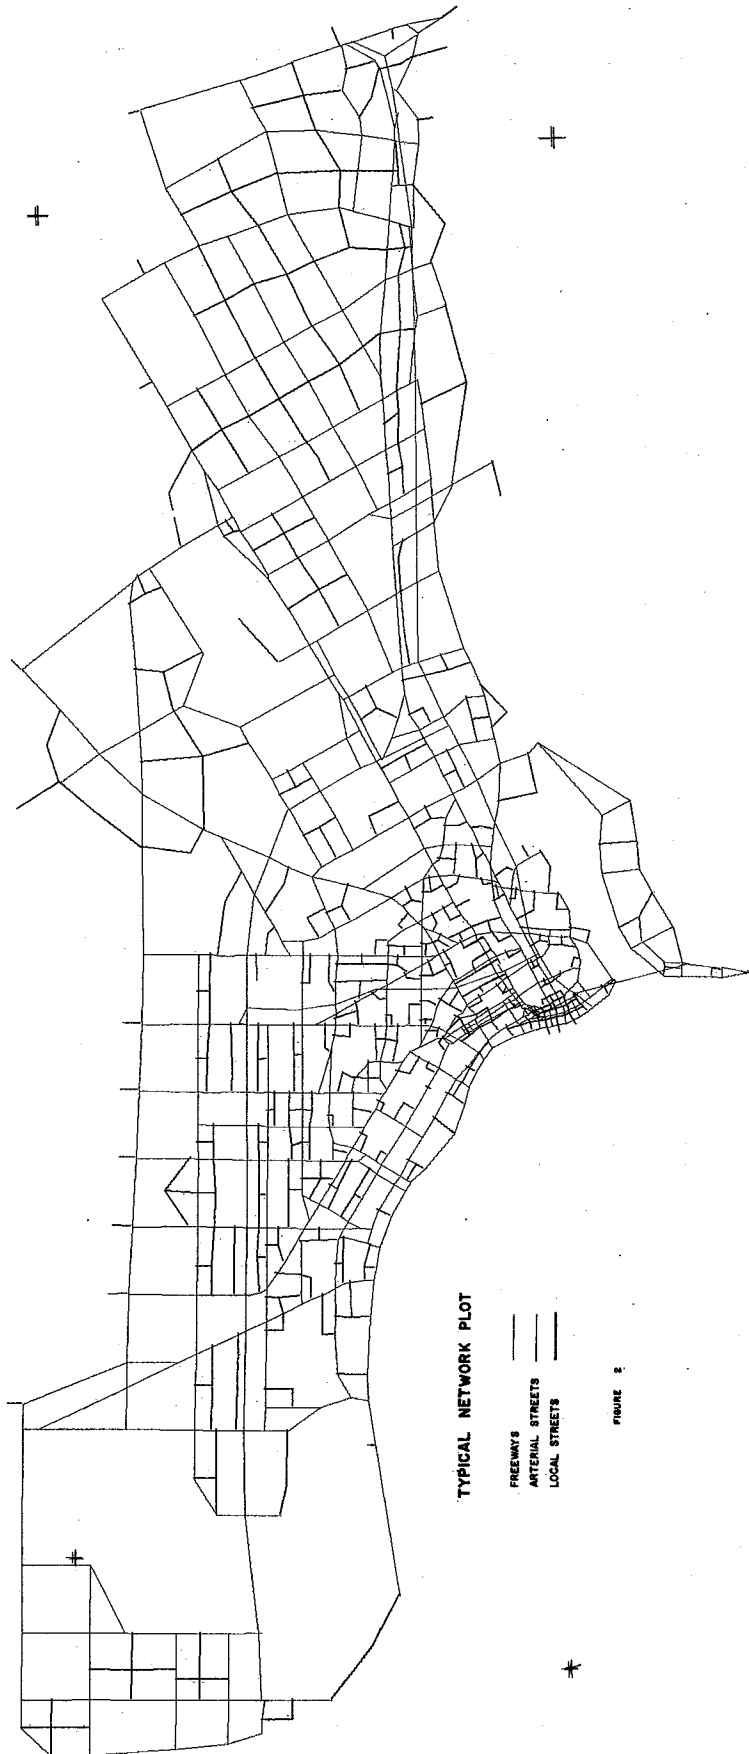 TYPICAL NETWORK PLOT
FREEWAYS
ARTERIAL STREETS
LOCAL STREETS
FIGURE 2